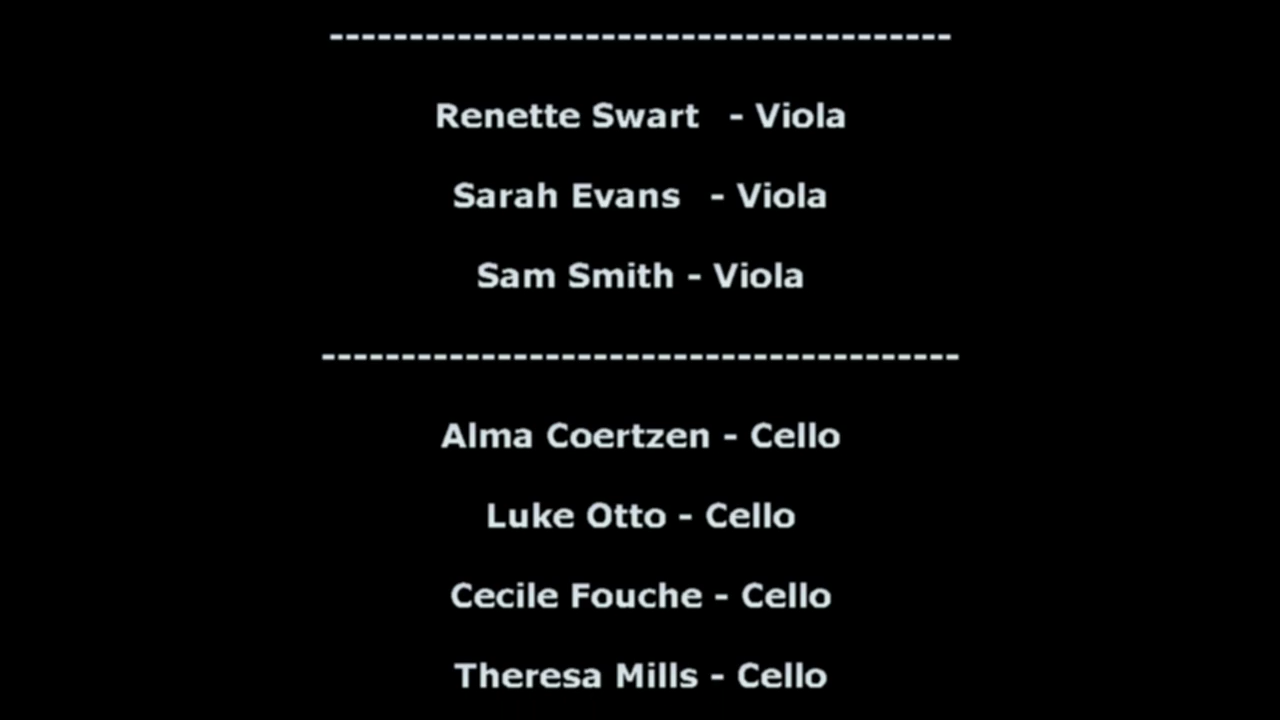 ---------------------------------------
Renette Swart  - Viola
Sarah Evans  - Viola
Sam Smith - Viola
----------------------------------------
Alma Coertzen - Cello
Luke Otto - Cello
Cecile Fouche - Cello
Theresa Mills - Cello